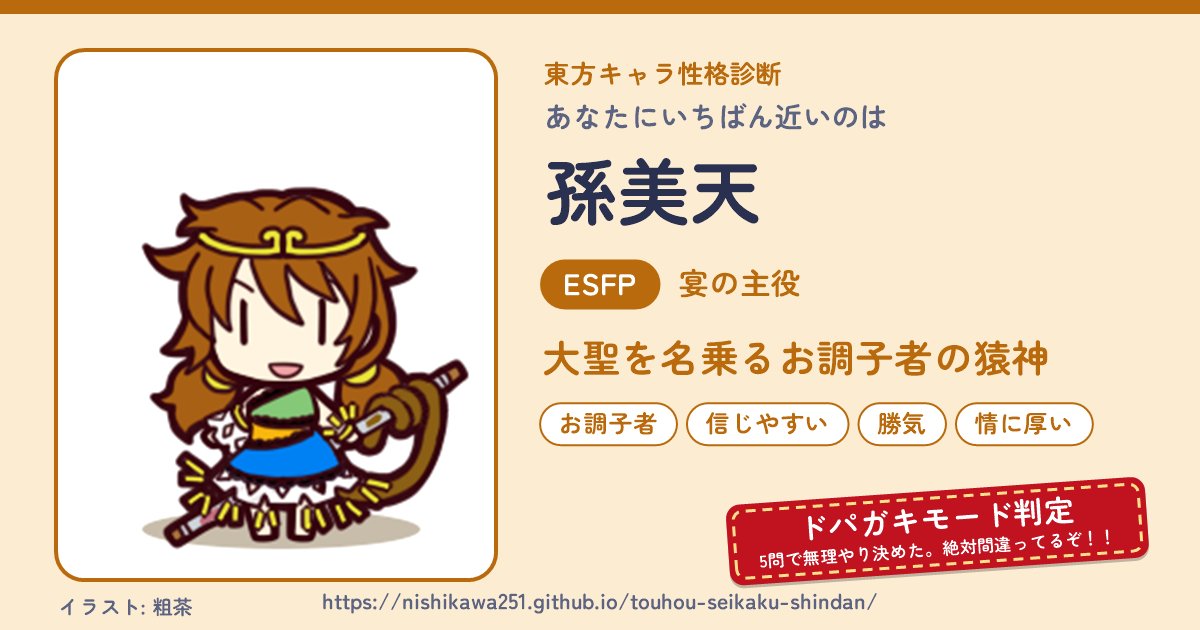 東方キャラ性格診断
あなたにいちばん近いのは
孫美天
ESFP 宴の主役
大聖を名乗るお調子者の猿神
お調子者 信じやすい 勝気 情に厚い
ドパガキモード判定
5問で無理やり決めた。絶対間違ってるぞ！！
イラスト: 粗茶
https://nishikawa251.github.io/touhou-seikaku-shindan/